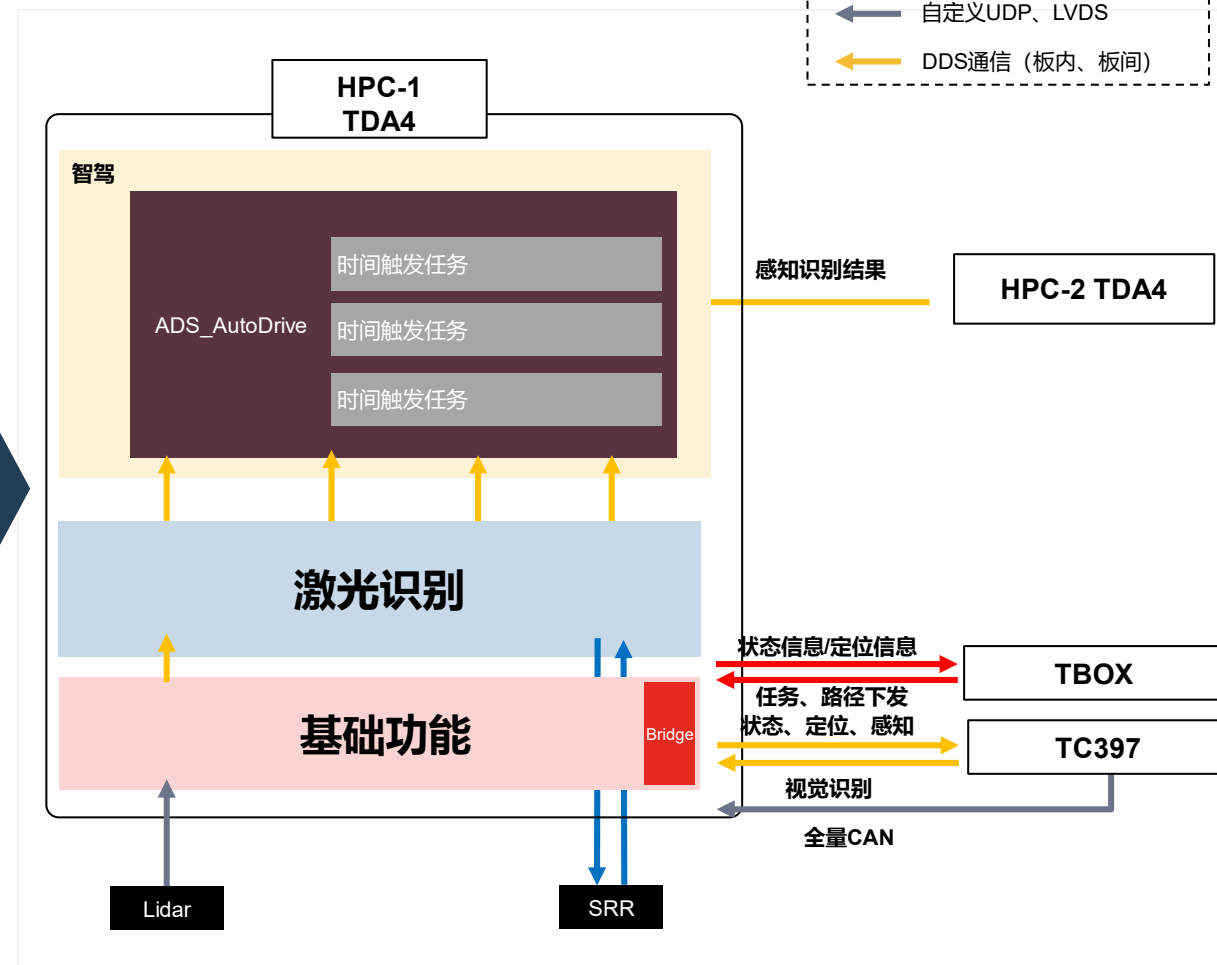 自定义UDP、LVDS
DDS通信（板内、板间）
HPC-1
TDA4
智驾
时间触发任务
ADS_AutoDrive
时间触发任务
时间触发任务
感知识别结果
HPC-2 TDA4
激光识别
状态信息/定位信息
TBOX
任务、路径下发
基础功能
Bridge
状态、定位、感知
TC397
视觉识别
全量CAN
Lidar
SRR